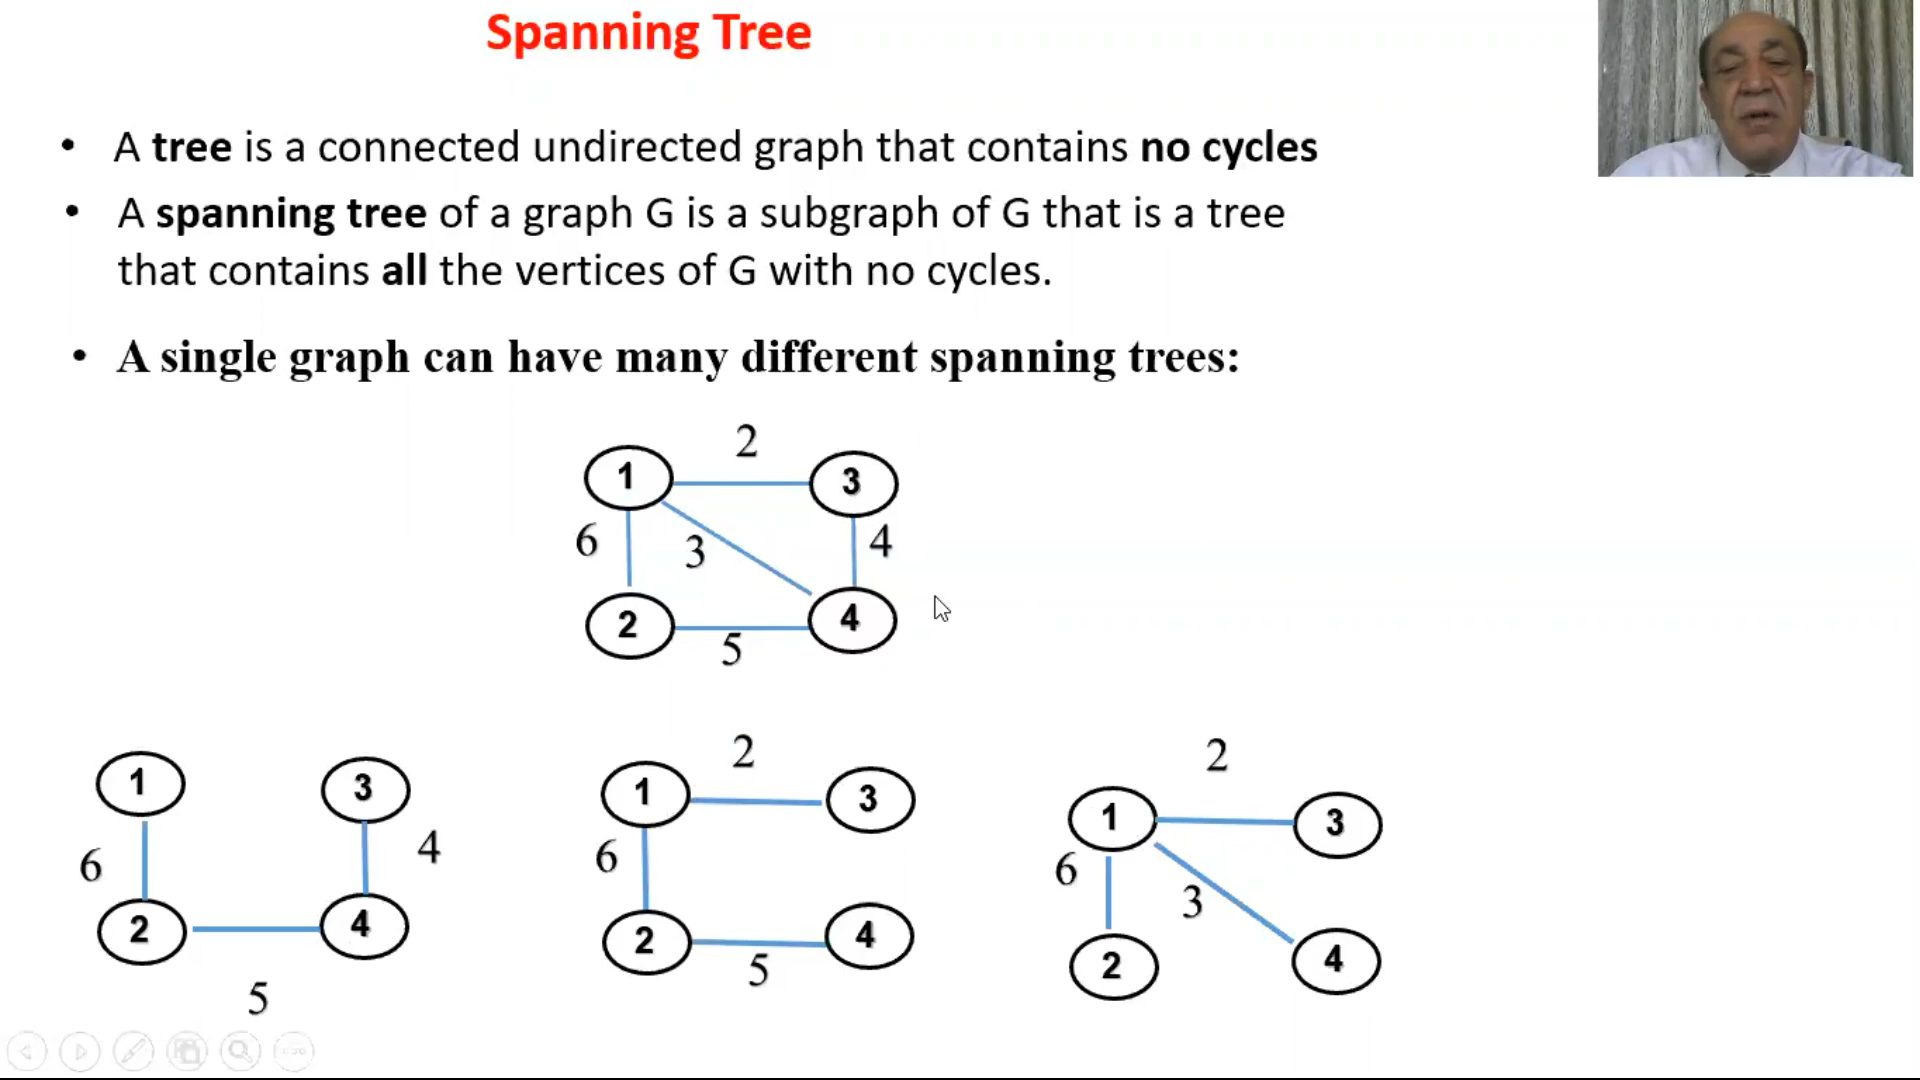 Spanning Tree
• A tree is a connected undirected graph that contains no cycles
• A spanning tree of a graph G is a subgraph of G that is a tree
that contains all the vertices of G with no cycles.
• A single graph can have many different spanning trees:
2
1 3
6 3 4
2 4
5
2 2
1 3 1 3 1 3
6 4 6 6 3
2 4 2 4 2 4
5 5